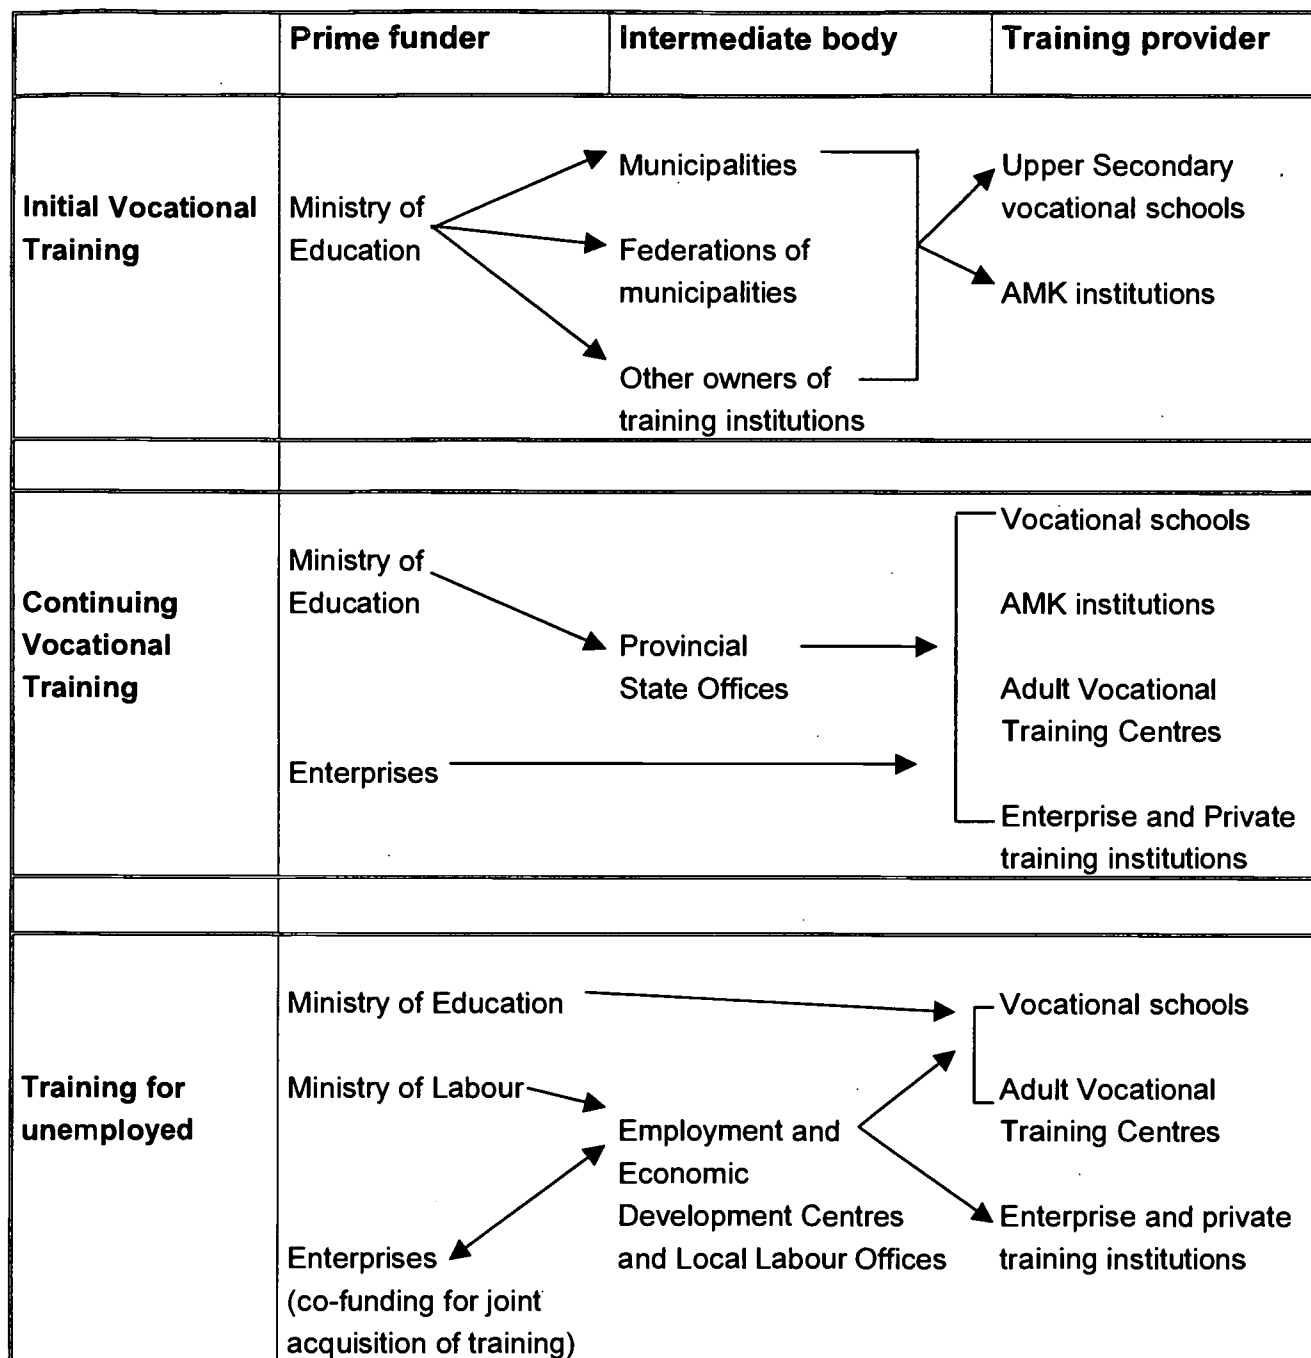 Prime funder
Intermediate body
Training provider
Initial Vocational
Training
Ministry of
Education
Municipalities
Federations of
municipalities
Other owners of
training institutions
Upper Secondary
vocational schools
AMK institutions
Continuing
Vocational
Training
Ministry of
Education
Enterprises
Provincial
State Offices
Vocational schools
AMK institutions
Adult Vocational
Training Centres
Enterprise and Private
training institutions
Training for
unemployed
Ministry of Education
Ministry of Labour
Enterprises
(co-funding for joint
acquisition of training)
Employment and
Economic
Development Centres
and Local Labour Offices
Vocational schools
Adult Vocational
Training Centres
Enterprise and private
training institutions